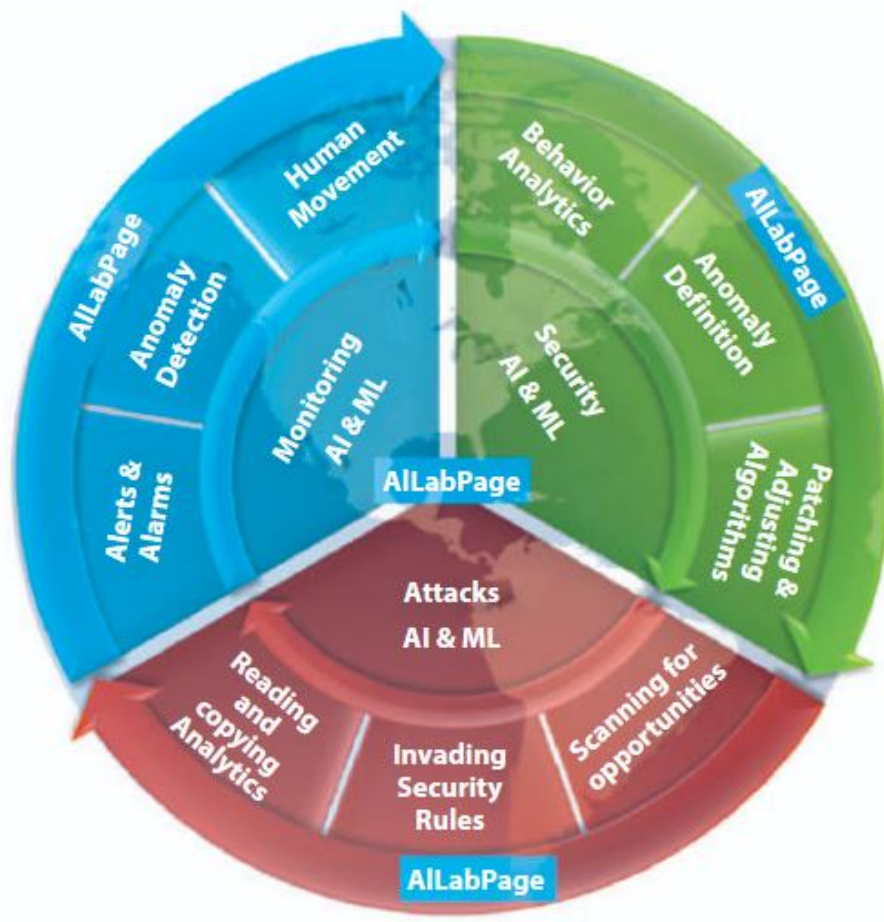 Human
Movement
Anomaly
Detection
Alerts &
Alarms
AILabPage
Monitoring
AI & ML
Behavior
Analytics
Anomaly
Definition
Patching &
Adjusting
Algorithms
AILabPage
Security
AI & ML
AILabPage
Attacks
AI & ML
Reading
and
copying
Analytics
Invading
Security
Rules
Scanning for
opportunities
AILabPage